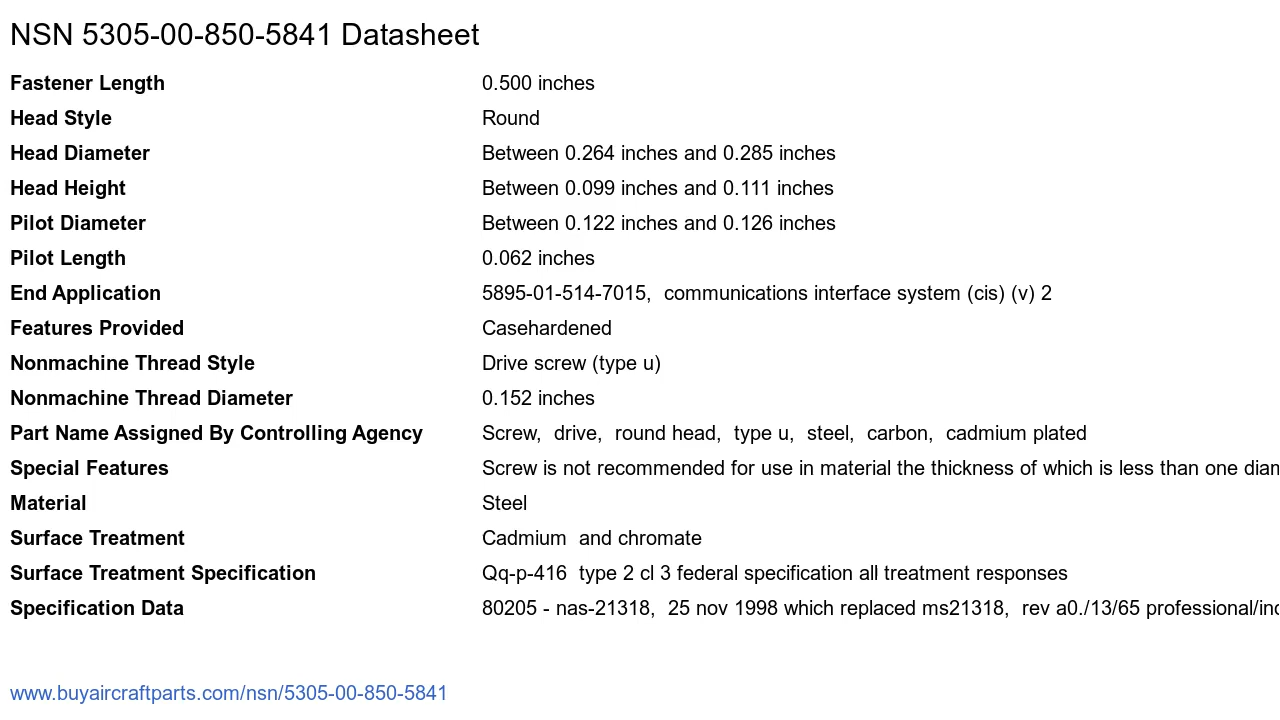 NSN 5305-00-850-5841 Datasheet
Fastener Length 0.500 inches
Head Style Round
Head Diameter Between 0.264 inches and 0.285 inches
Head Height Between 0.099 inches and 0.111 inches
Pilot Diameter Between 0.122 inches and 0.126 inches
Pilot Length 0.062 inches
End Application 5895-01-514-7015, communications interface system (cis) (v) 2
Features Provided Casehardened
Nonmachine Thread Style Drive screw (type u)
Nonmachine Thread Diameter 0.152 inches
Part Name Assigned By Controlling Agency Screw, drive, round head, type u, steel, carbon, cadmium plated
Special Features Screw is not recommended for use in material the thickness of which is less than one
Material Steel
Surface Treatment Cadmium and chromate
Surface Treatment Specification Qq-p-416 type 2 cl 3 federal specification all treatment responses
Specification Data 80205 - nas-21318, 25 nov 1998 which replaced ms21318, rev a0./13/65
www.buyaircraftparts.com/nsn/5305-00-850-5841